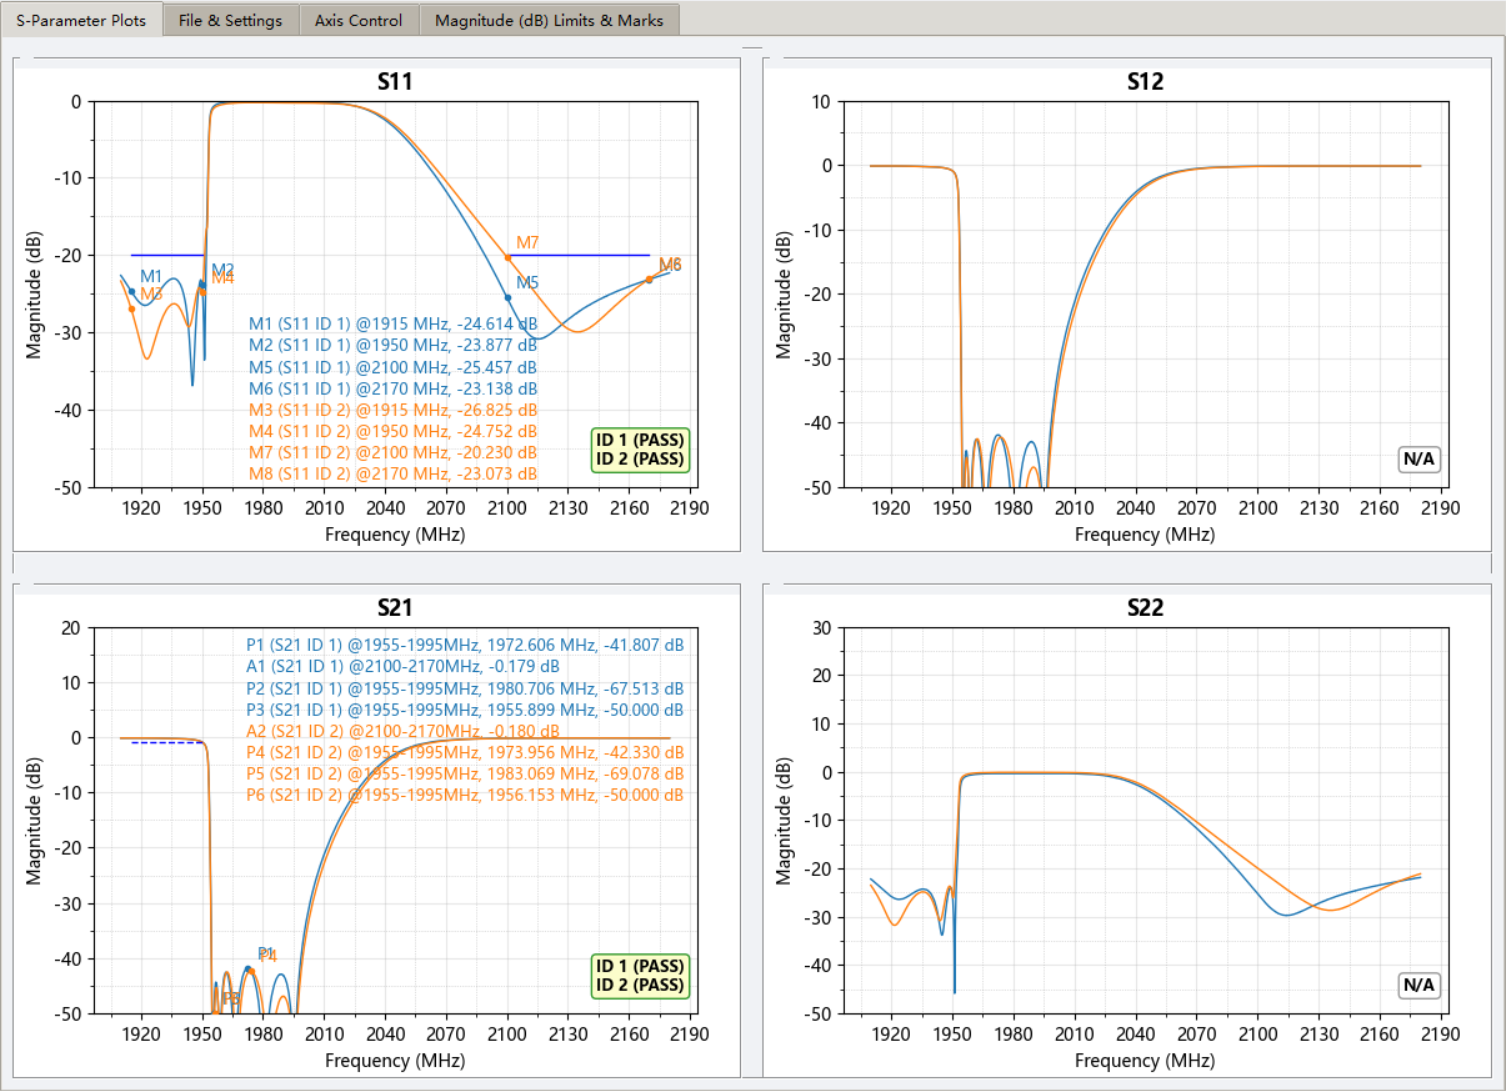 S-Parameter Plots
File & Settings
Axis Control
Magnitude (dB) Limits & Marks
S11
0
-10
-20
-30
-40
-50
Magnitude (dB)
M1
M2
M3
M4
M7
M5
M6
M8
M1 (S11 ID 1) @1915 MHz, -24.614 dB
M2 (S11 ID 1) @1950 MHz, -23.877 dB
M5 (S11 ID 1) @2100 MHz, -25.457 dB
M6 (S11 ID 1) @2170 MHz, -23.138 dB
M3 (S11 ID 2) @1915 MHz, -26.825 dB
M4 (S11 ID 2) @1950 MHz, -24.752 dB
M7 (S11 ID 2) @2100 MHz, -20.230 dB
M8 (S11 ID 2) @2170 MHz, -23.073 dB
ID 1 (PASS)
ID 2 (PASS)
1920 1950 1980 2010 2040 2070 2100 2130 2160 2190
Frequency (MHz)
S12
10
0
-10
-20
-30
-40
-50
Magnitude (dB)
N/A
1920 1950 1980 2010 2040 2070 2100 2130 2160 2190
Frequency (MHz)
S21
20
10
0
-10
-20
-30
-40
-50
Magnitude (dB)
P1 (S21 ID 1) @1955-1995MHz, 1972.606 MHz, -41.807 dB
A1 (S21 ID 1) @2100-2170MHz, -0.179 dB
P2 (S21 ID 1) @1955-1995MHz, 1980.706 MHz, -67.513 dB
P3 (S21 ID 1) @1955-1995MHz, 1955.899 MHz, -50.000 dB
A2 (S21 ID 2) @2100-2170MHz, -0.180 dB
P4 (S21 ID 2) @1955-1995MHz, 1973.956 MHz, -42.330 dB
P5 (S21 ID 2) @1955-1995MHz, 1983.069 MHz, -69.078 dB
P6 (S21 ID 2) @1955-1995MHz, 1956.153 MHz, -50.000 dB
P1
P4
ID 1 (PASS)
ID 2 (PASS)
1920 1950 1980 2010 2040 2070 2100 2130 2160 2190
Frequency (MHz)
S22
30
20
10
0
-10
-20
-30
-40
-50
Magnitude (dB)
N/A
1920 1950 1980 2010 2040 2070 2100 2130 2160 2190
Frequency (MHz)